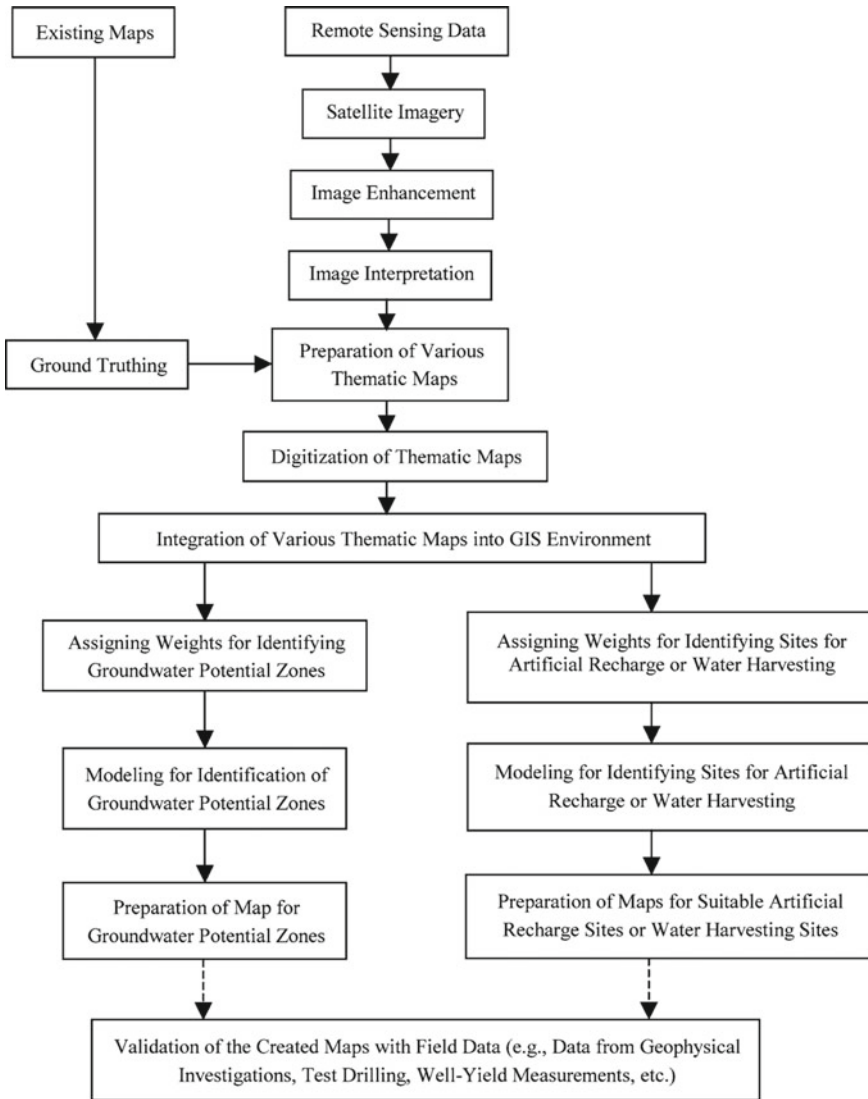 Existing Maps
Remote Sensing Data
Satellite Imagery
Image Enhancement
Image Interpretation
Ground Truthing
Preparation of Various
Thematic Maps
Digitization of Thematic Maps
Integration of Various Thematic Maps into GIS Environment
Assigning Weights for Identifying
Groundwater Potential Zones
Assigning Weights for Identifying Sites for
Artificial Recharge or Water Harvesting
Modeling for Identification of
Groundwater Potential Zones
Modeling for Identifying Sites for Artificial
Recharge or Water Harvesting
Preparation of Map for
Groundwater Potential Zones
Preparation of Maps for Suitable Artificial
Recharge Sites or Water Harvesting Sites
Validation of the Created Maps with Field Data (e.g., Data from Geophysical
Investigations, Test Drilling, Well-Yield Measurements, etc.)